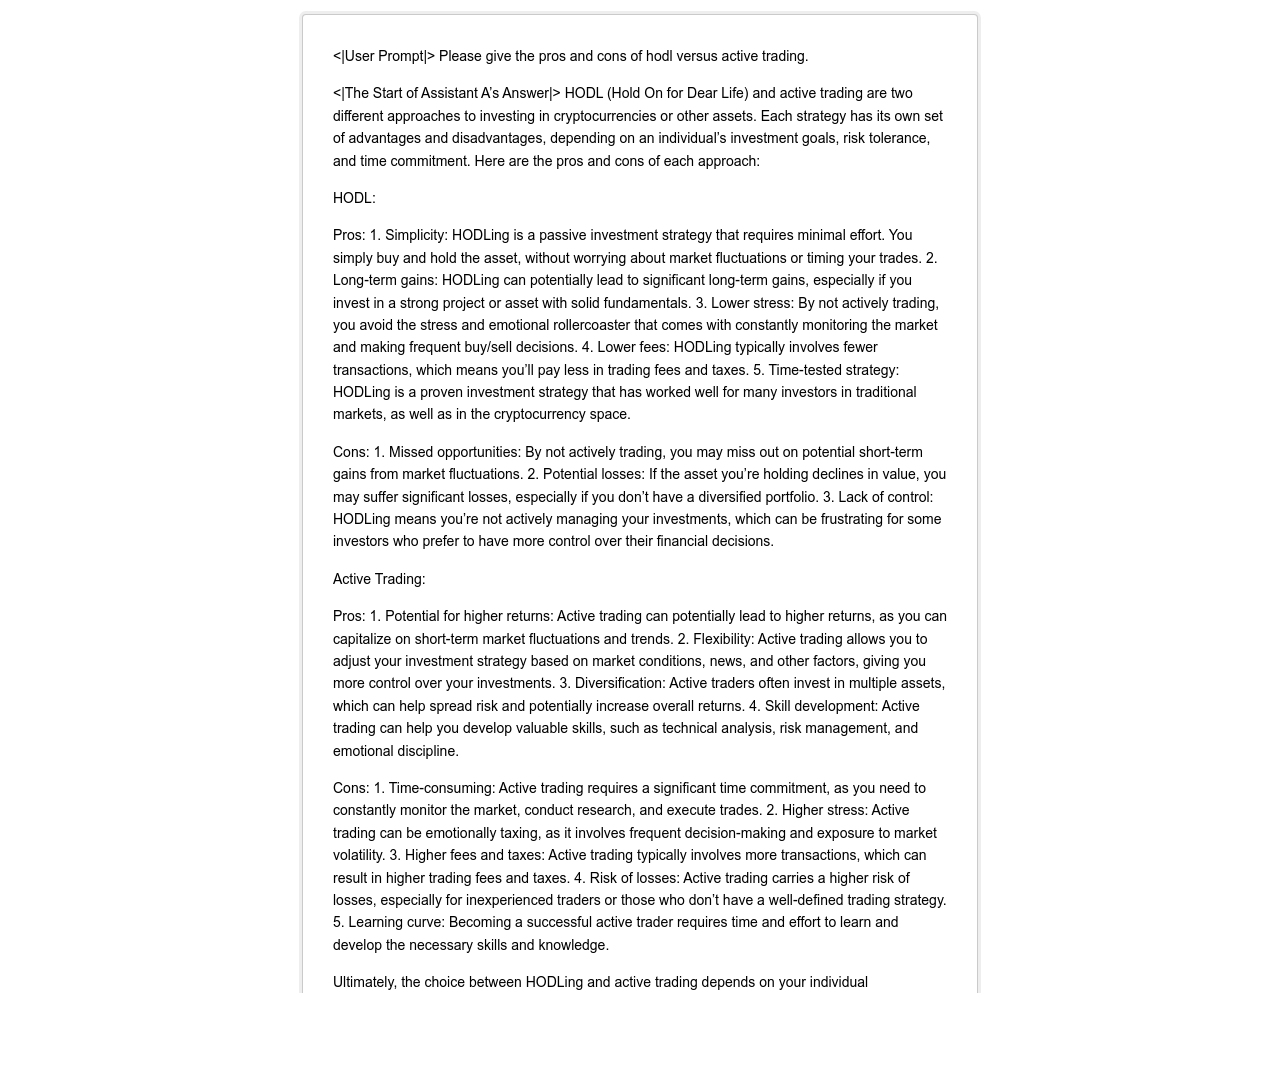 <|User Prompt|> Please give the pros and cons of hodl versus active trading.
<|The Start of Assistant A’s Answer|> HODL (Hold On for Dear Life) and active trading are two
different approaches to investing in cryptocurrencies or other assets. Each strategy has its own set
of advantages and disadvantages, depending on an individual’s investment goals, risk tolerance,
and time commitment. Here are the pros and cons of each approach:
HODL:
Pros: 1. Simplicity: HODLing is a passive investment strategy that requires minimal effort. You
simply buy and hold the asset, without worrying about market fluctuations or timing your trades. 2.
Long-term gains: HODLing can potentially lead to significant long-term gains, especially if you
invest in a strong project or asset with solid fundamentals. 3. Lower stress: By not actively trading,
you avoid the stress and emotional rollercoaster that comes with constantly monitoring the market
and making frequent buy/sell decisions. 4. Lower fees: HODLing typically involves fewer
transactions, which means you’ll pay less in trading fees and taxes. 5. Time-tested strategy:
HODLing is a proven investment strategy that has worked well for many investors in traditional
markets, as well as in the cryptocurrency space.
Cons: 1. Missed opportunities: By not actively trading, you may miss out on potential short-term
gains from market fluctuations. 2. Potential losses: If the asset you’re holding declines in value, you
may suffer significant losses, especially if you don’t have a diversified portfolio. 3. Lack of control:
HODLing means you’re not actively managing your investments, which can be frustrating for some
investors who prefer to have more control over their financial decisions.
Active Trading:
Pros: 1. Potential for higher returns: Active trading can potentially lead to higher returns, as you can
capitalize on short-term market fluctuations and trends. 2. Flexibility: Active trading allows you to
adjust your investment strategy based on market conditions, news, and other factors, giving you
more control over your investments. 3. Diversification: Active traders often invest in multiple assets,
which can help spread risk and potentially increase overall returns. 4. Skill development: Active
trading can help you develop valuable skills, such as technical analysis, risk management, and
emotional discipline.
Cons: 1. Time-consuming: Active trading requires a significant time commitment, as you need to
constantly monitor the market, conduct research, and execute trades. 2. Higher stress: Active
trading can be emotionally taxing, as it involves frequent decision-making and exposure to market
volatility. 3. Higher fees and taxes: Active trading typically involves more transactions, which can
result in higher trading fees and taxes. 4. Risk of losses: Active trading carries a higher risk of
losses, especially for inexperienced traders or those who don’t have a well-defined trading strategy.
5. Learning curve: Becoming a successful active trader requires time and effort to learn and
develop the necessary skills and knowledge.
Ultimately, the choice between HODLing and active trading depends on your individual